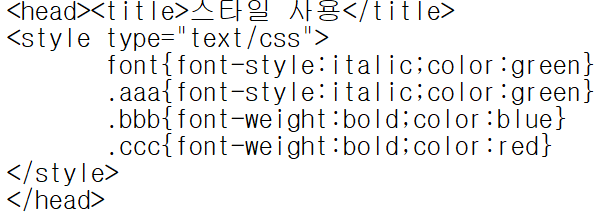 <head><title>스타일 사용</title>
<style type="text/css">
font{font-style:italic;color:green}
.aaa{font-style:italic;color:green}
.bbb{font-weight:bold;color:blue}
.ccc{font-weight:bold;color:red}
</style>
</head>